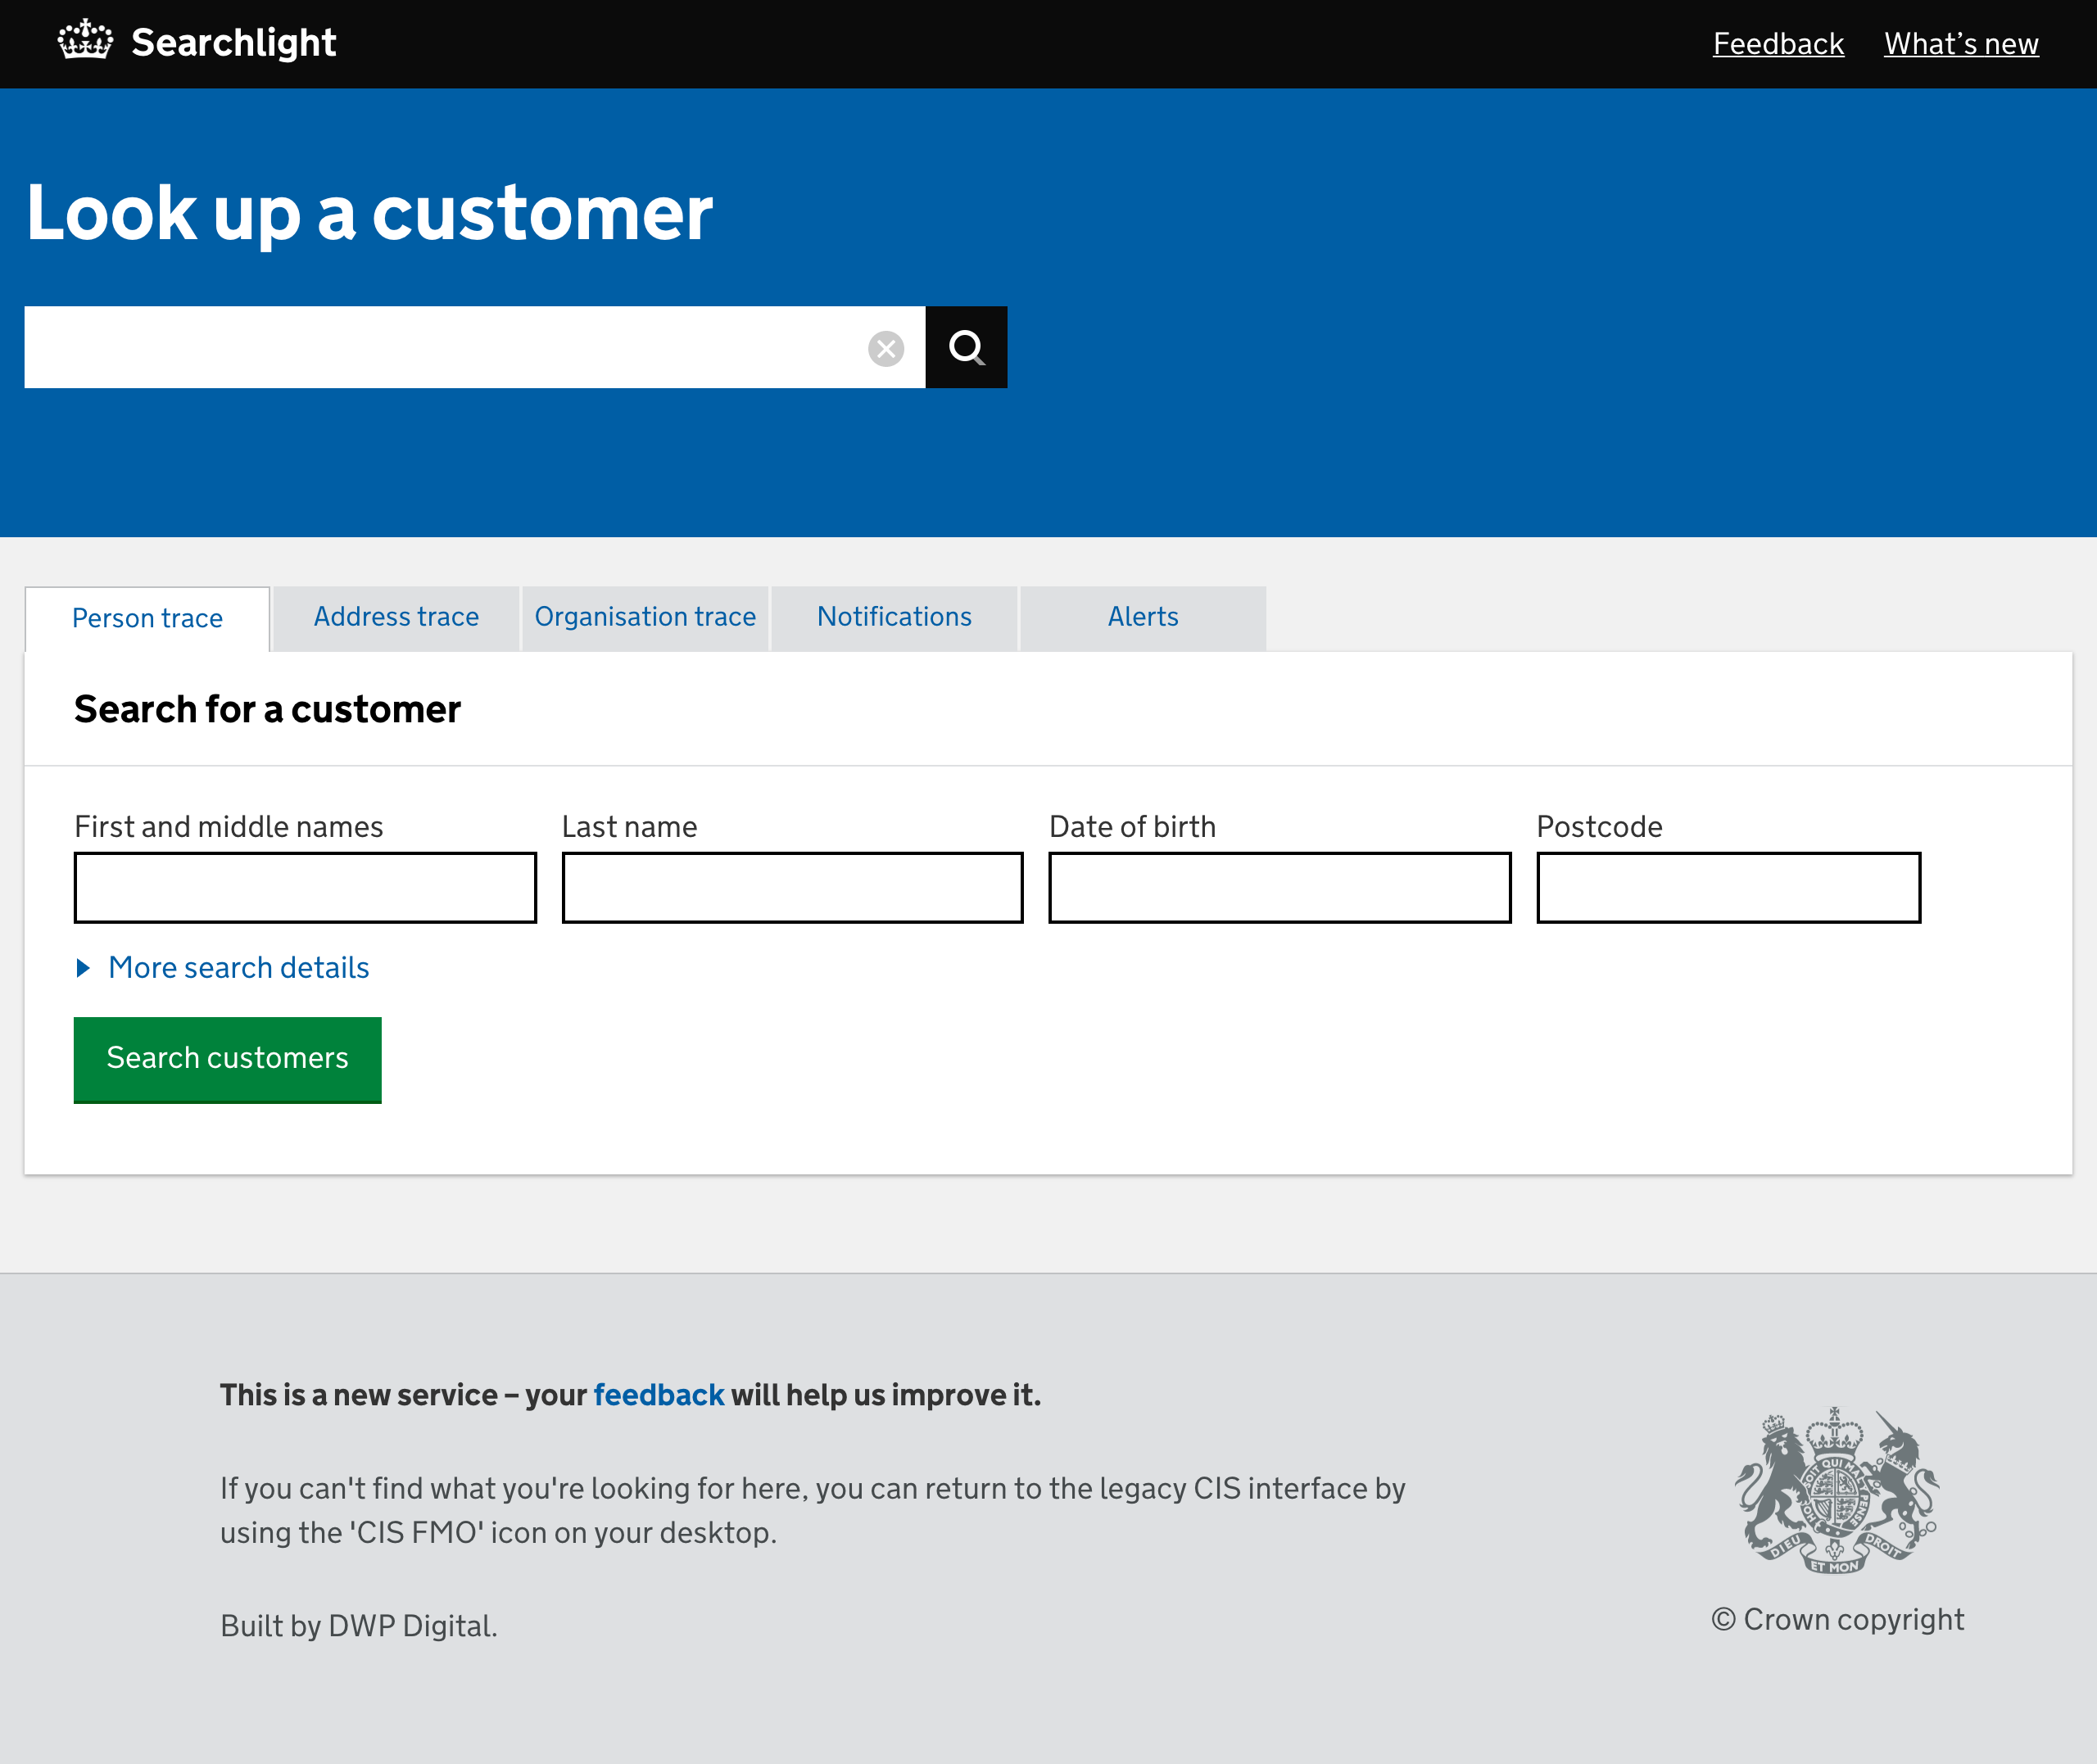 Searchlight
Feedback What’s new
Look up a customer
Person trace Address trace Organisation trace Notifications Alerts
Search for a customer
First and middle names Last name Date of birth Postcode
More search details
Search customers
This is a new service – your feedback will help us improve it.
If you can't find what you're looking for here, you can return to the legacy CIS interface by
using the 'CIS FMO' icon on your desktop.
Built by DWP Digital.
SOIT QUI MAL
PENSE
DIEU ET MON DROIT
© Crown copyright